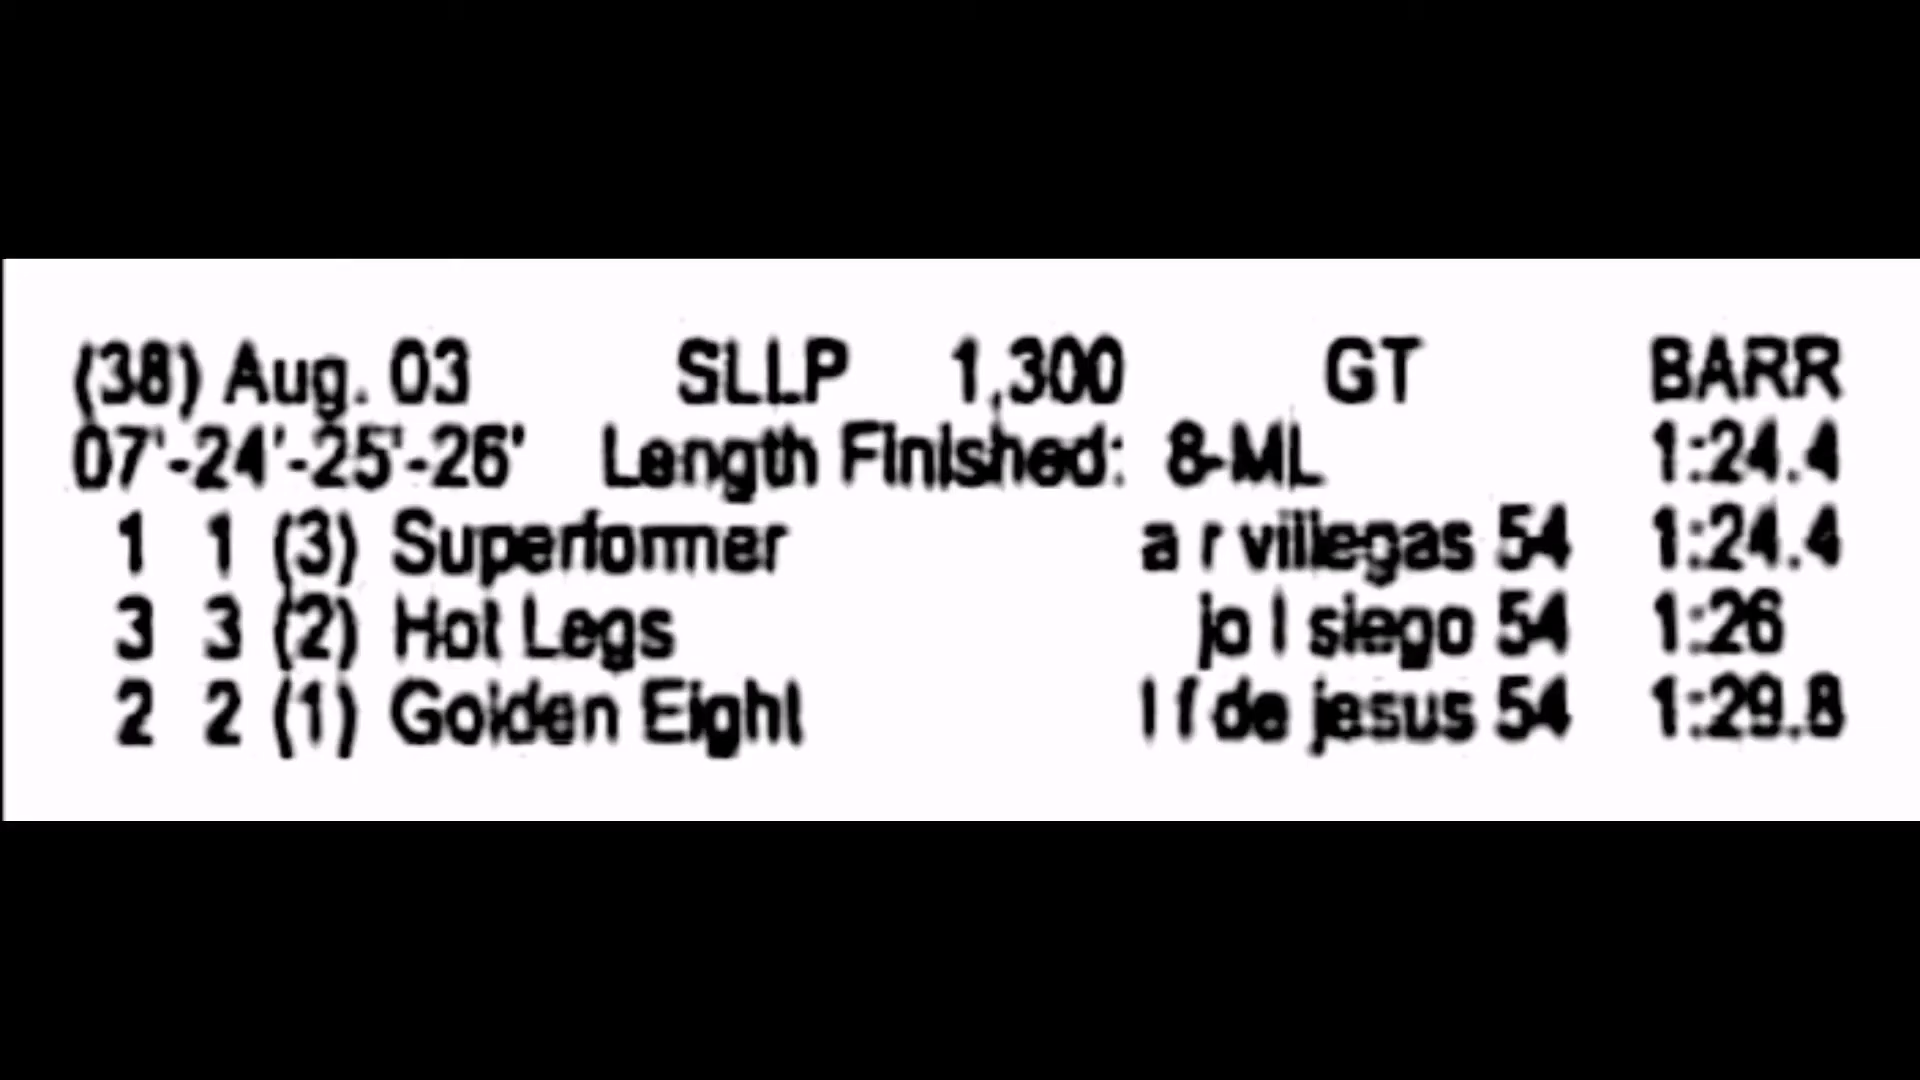 (38) Aug. 03 SLLP 1,300 GT BARR
07'-24'-25'-26' Length Finished: 8-ML 1:24.4
1 1 (3) Superformer a r villegas 54 1:24.4
3 3 (2) Hot Legs jo l siego 54 1:26
2 2 (1) Golden Eight l f de jesus 54 1:29.8